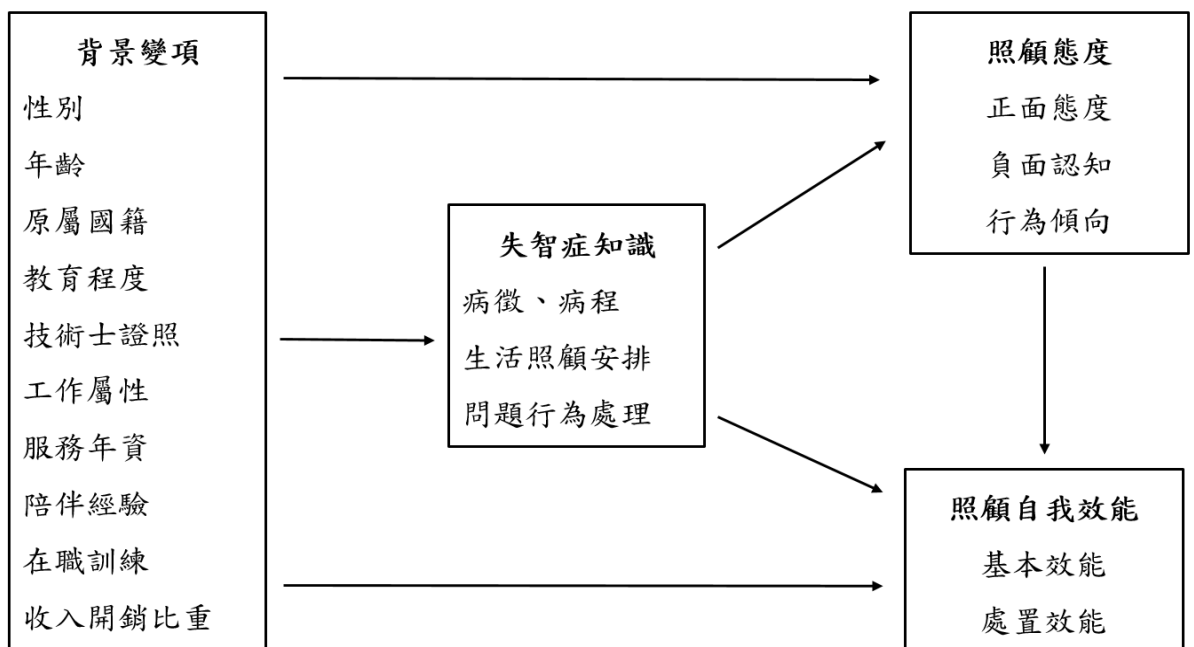 背景變項
性別
年齡
原屬國籍
教育程度
技術士證照
工作屬性
服務年資
陪伴經驗
在職訓練
收入開銷比重
失智症知識
病徵、病程
生活照顧安排
問題行為處理
照顧態度
正面態度
負面認知
行為傾向
照顧自我效能
基本效能
處置效能